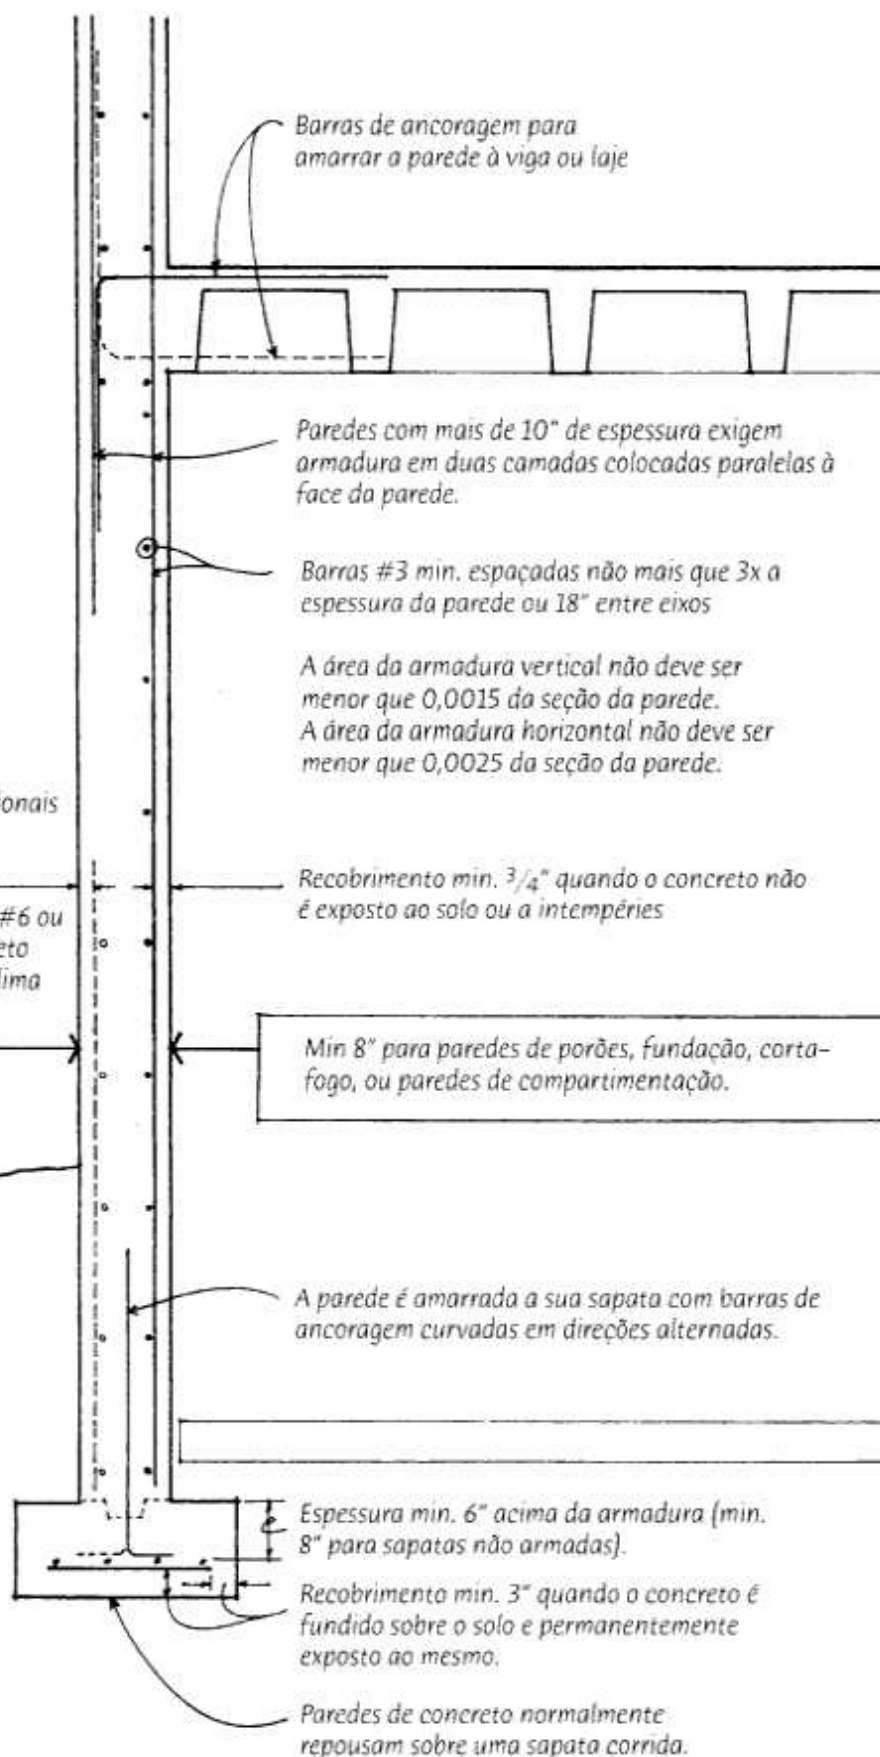 Barras de ancoragem para
amarrar a parede à viga ou laje
Paredes com mais de 10" de espessura exigem
armadura em duas camadas colocadas paralelas à
face da parede.
Barras #3 min. espaçadas não mais que 3x a
espessura da parede ou 18" entre eixos
A área da armadura vertical não deve ser
menor que 0,0015 da seção da parede.
A área da armadura horizontal não deve ser
menor que 0,0025 da seção da parede.
onais
Recobrimento min. 3/4" quando o concreto não
é exposto ao solo ou a intempéries
#6 ou
eto
lima
Min 8" para paredes de porões, fundação, corta-
fogo, ou paredes de compartimentação.
A parede é amarrada a sua sapata com barras de
ancoragem curvadas em direções alternadas.
Espessura min. 6" acima da armadura (min.
8" para sapatas não armadas).
Recobrimento min. 3" quando o concreto é
fundido sobre o solo e permanentemente
exposto ao mesmo.
Paredes de concreto normalmente
repousam sobre uma sapata corrida.